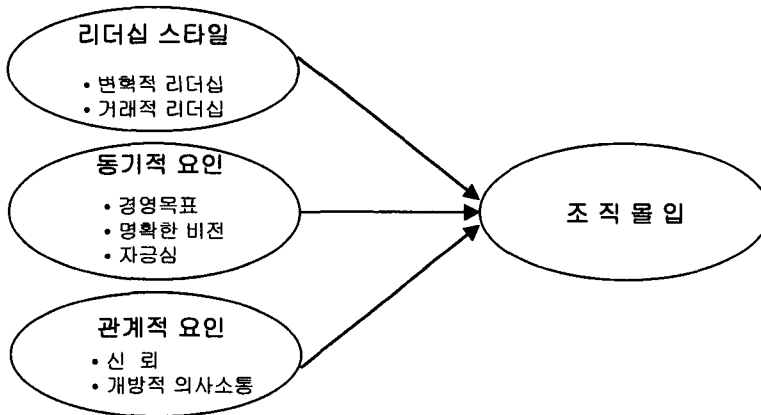 리더십 스타일
• 변혁적 리더십
• 거래적 리더십
동기적 요인
• 경영목표
• 명확한 비전
• 자긍심
조 직 몰 입
관계적 요인
• 신 뢰
• 개방적 의사소통